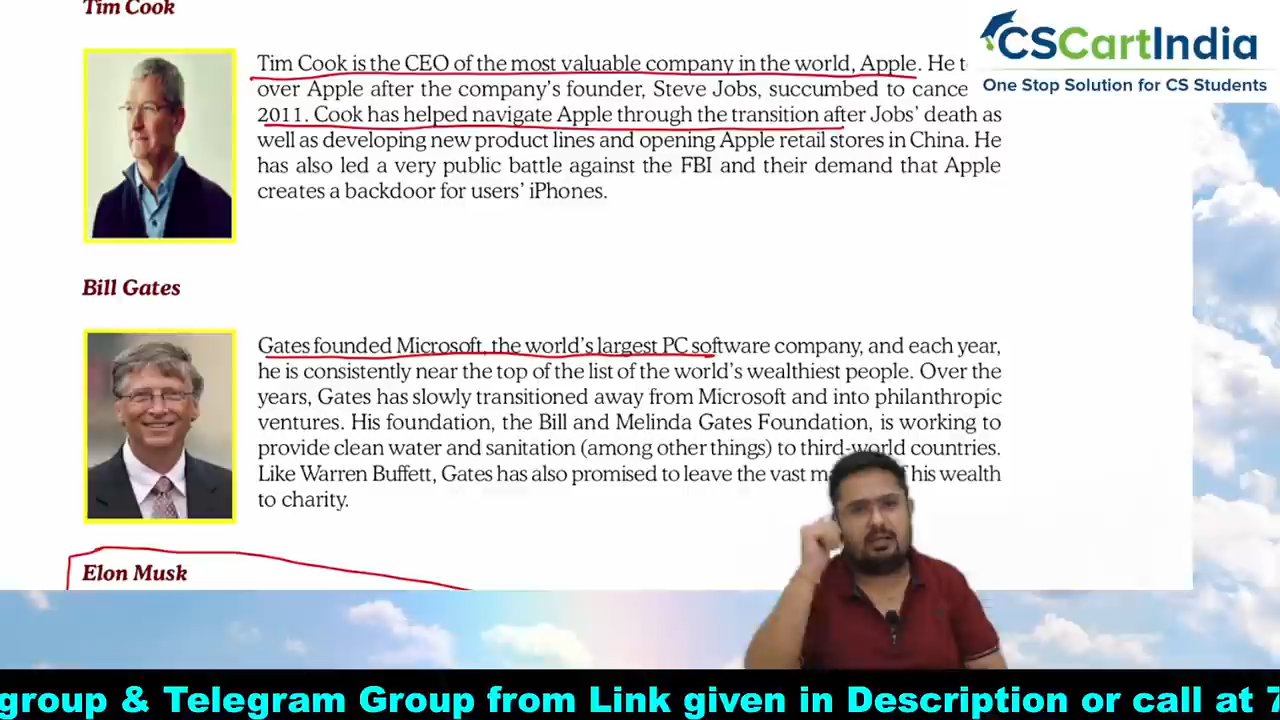 Tim Cook
CSCartIndia
One Stop Solution for CS Students
Tim Cook is the CEO of the most valuable company in the world, Apple. He
over Apple after the company's founder, Steve Jobs, succumbed to
2011. Cook has helped navigate Apple through the transition after Jobs' death as
well as developing new product lines and opening Apple retail stores in China. He
has also led a very public battle against the FBI and their demand that Apple
creates a backdoor for users' iPhones.
Bill Gates
Gates founded Microsoft, the world's largest PC software company, and each year,
he is consistently near the top of the list of the world's wealthiest people. Over the
years, Gates has slowly transitioned away from Microsoft and into philanthropic
ventures. His foundation, the Bill and Melinda Gates Foundation, is working to
provide clean water and sanitation (among other things) to third-world countries.
Like Warren Buffett, Gates has also promised to leave the vast his wealth
to charity.
Elon Musk
group & Telegram Group from Link given in Description or call at 7